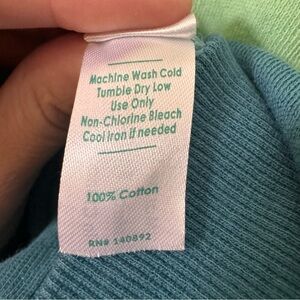 Machine Wash Cold
Tumble Dry Low
Use Only
Non-Chlorine Bleach
Cool iron if needed
100% Cotton
RN# 140892